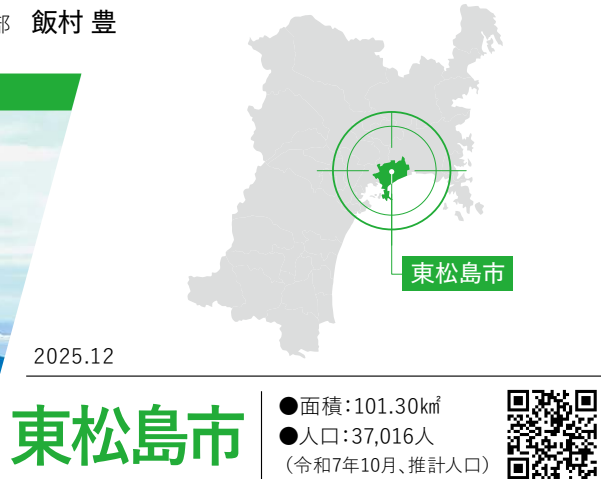 部 飯村 豊
東松島市
2025.12
東松島市
●面積：101.30㎢
●人口：37,016人
（令和7年10月、推計人口）